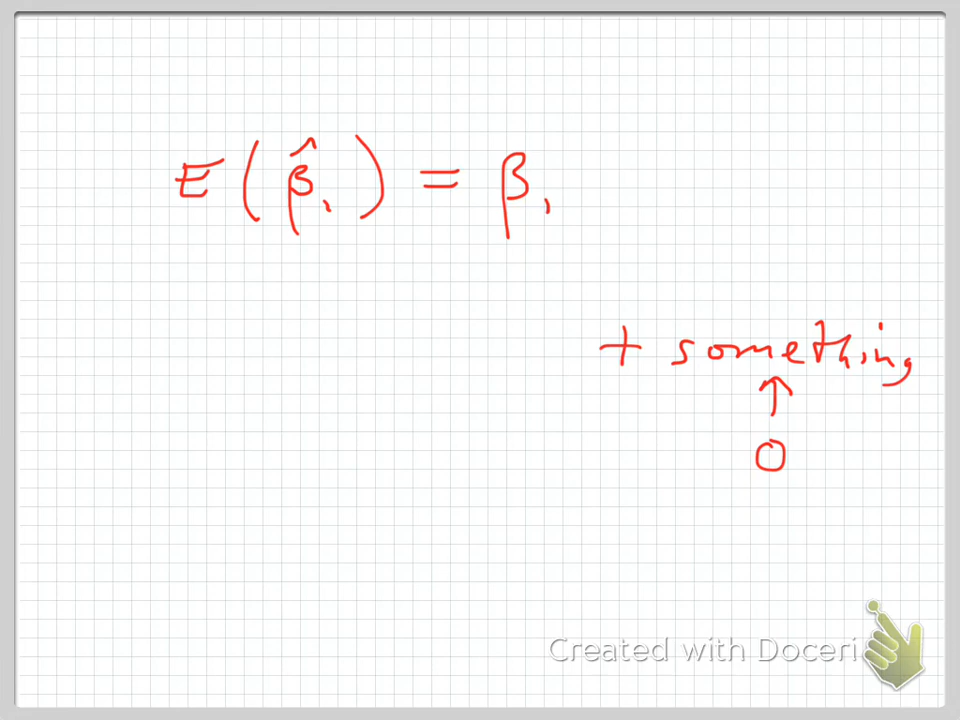 E(β̂₁) = β₁
+ something
↑
0
Created with Doceri